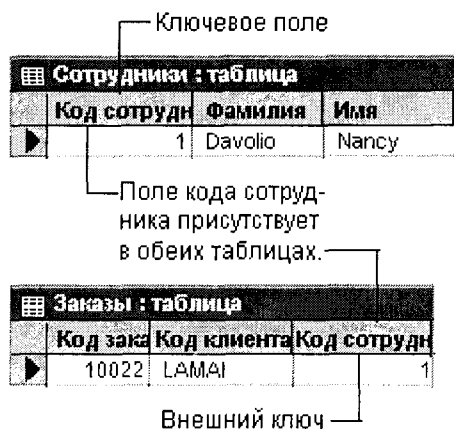 Ключевое поле
Сотрудники : таблица
Код сотрудн Фамилия Имя
1 Davolio Nancy
Поле кода сотруд-
ника присутствует
в обеих таблицах.
Заказы : таблица
Код зака Код клиента Код сотрудн
10022 LAMAI 1
Внешний ключ